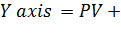 Y axis = PV +